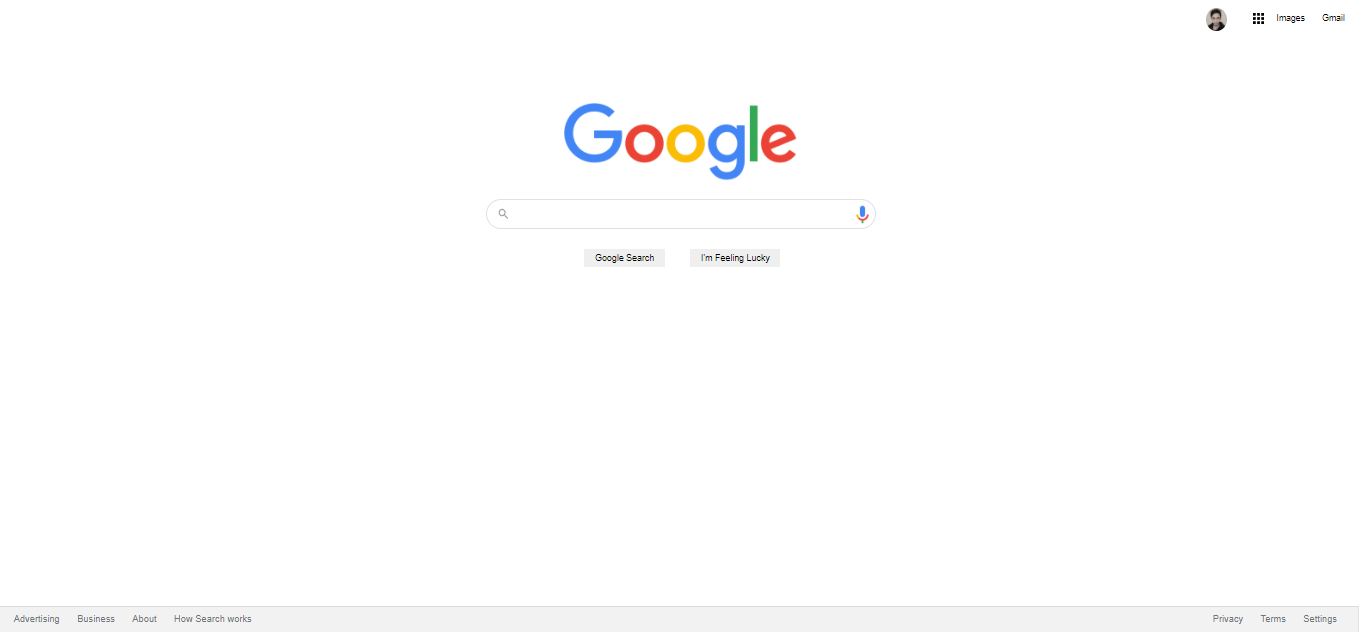 Images Gmail
Google
Google Search I'm Feeling Lucky
Advertising Business About How Search works Privacy Terms Settings